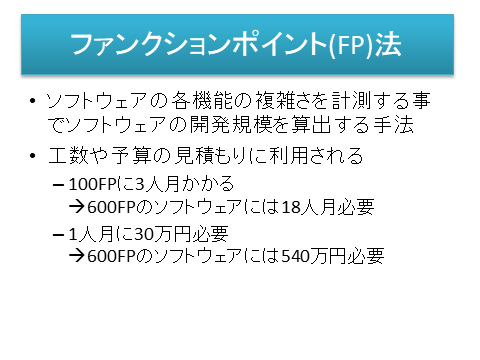 ファンクションポイント(FP)法
• ソフトウェアの各機能の複雑さを計測する事
でソフトウェアの開発規模を算出する手法
• 工数や予算の見積もりに利用される
– 100FPに3人月かかる
→600FPのソフトウェアには18人月必要
– 1人月に30万円必要
→600FPのソフトウェアには540万円必要